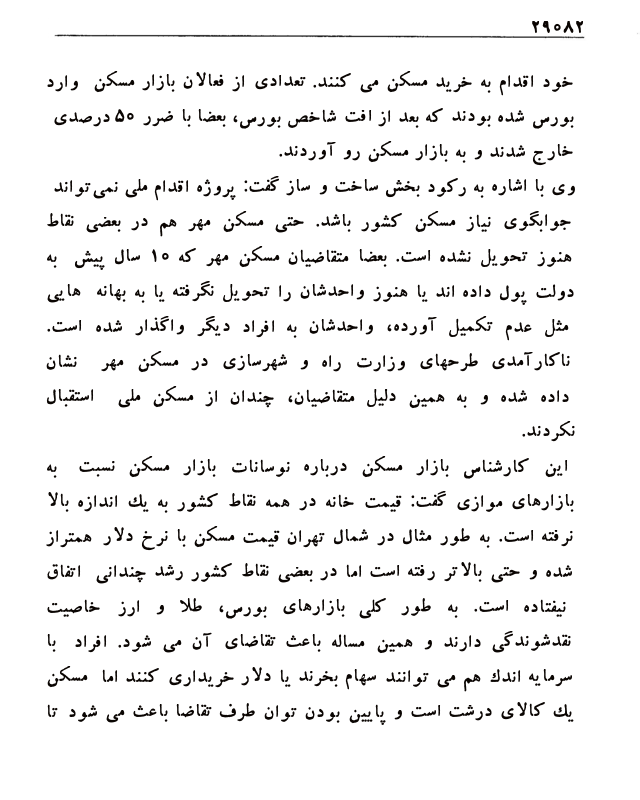 ۲۹۰۸۲
خود اقدام به خرید مسکن می کنند. تعدادی از فعالان بازار مسکن وارد
بورس شده بودند که بعد از افت شاخص بورس، بعضا با ضرر ۵۰ درصدی
خارج شدند و به بازار مسکن رو آوردند.
وی با اشاره به رکود بخش ساخت و ساز گفت: پروژه اقدام ملی نمی تواند
جوابگوی نیاز مسکن کشور باشد. حتی مسکن مهر هم در بعضی نقاط
هنوز تحویل نشده است. بعضا متقاضیان مسکن مهر که ۱۰ سال پیش به
دولت پول داده اند یا هنوز واحدشان را تحویل نگرفته یا به بهانه هایی
مثل عدم تکمیل آورده، واحدشان به افراد دیگر واگذار شده است.
ناکارآمدی طرحهای وزارت راه و شهرسازی در مسکن مهر نشان
داده شده و به همین دلیل متقاضیان، چندان از مسکن ملی استقبال
نکردند.
این کارشناس بازار مسکن درباره نوسانات بازار مسکن نسبت به
بازارهای موازی گفت: قیمت خانه در همه نقاط کشور به یك اندازه بالا
نرفته است. به طور مثال در شمال تهران قیمت مسکن با نرخ دلار همتراز
شده و حتی بالاتر رفته است اما در بعضی نقاط کشور رشد چندانی اتفاق
نیفتاده است. به طور کلی بازارهای بورس، طلا و ارز خاصیت
نقدشوندگی دارند و همین مساله باعث تقاضای آن می شود. افراد با
سرمایه اندك هم می توانند سهام بخرند یا دلار خریداری کنند اما مسکن
یك کالای درشت است و پایین بودن توان طرف تقاضا باعث می شود تا